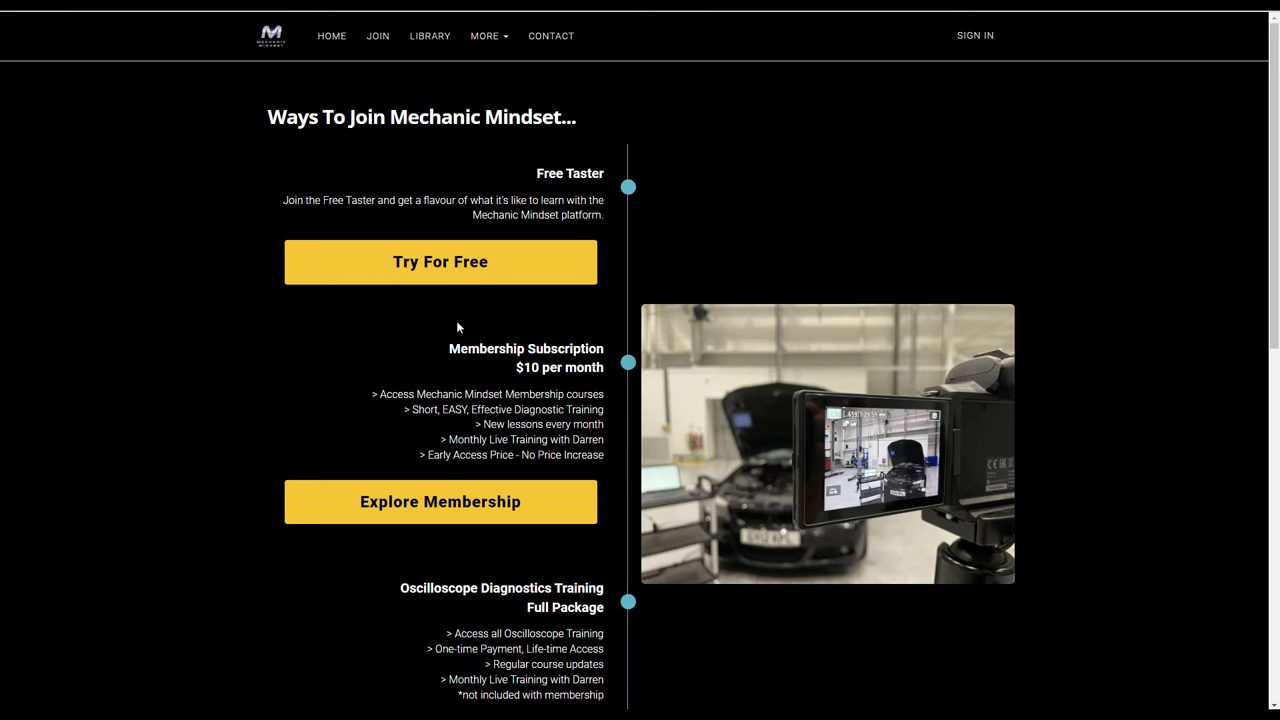 M
MECHANIC
MINDSET
HOME JOIN LIBRARY MORE CONTACT SIGN IN
Ways To Join Mechanic Mindset...
Free Taster
Join the Free Taster and get a flavour of what it's like to learn with the
Mechanic Mindset platform.
Try For Free
Membership Subscription
$10 per month
> Access Mechanic Mindset Membership courses
> Short, EASY, Effective Diagnostic Training
> New lessons every month
> Monthly Live Training with Darren
> Early Access Price - No Price Increase
Explore Membership
Oscilloscope Diagnostics Training
Full Package
> Access all Oscilloscope Training
> One-time Payment, Life-time Access
> Regular course updates
> Monthly Live Training with Darren
*not included with membership